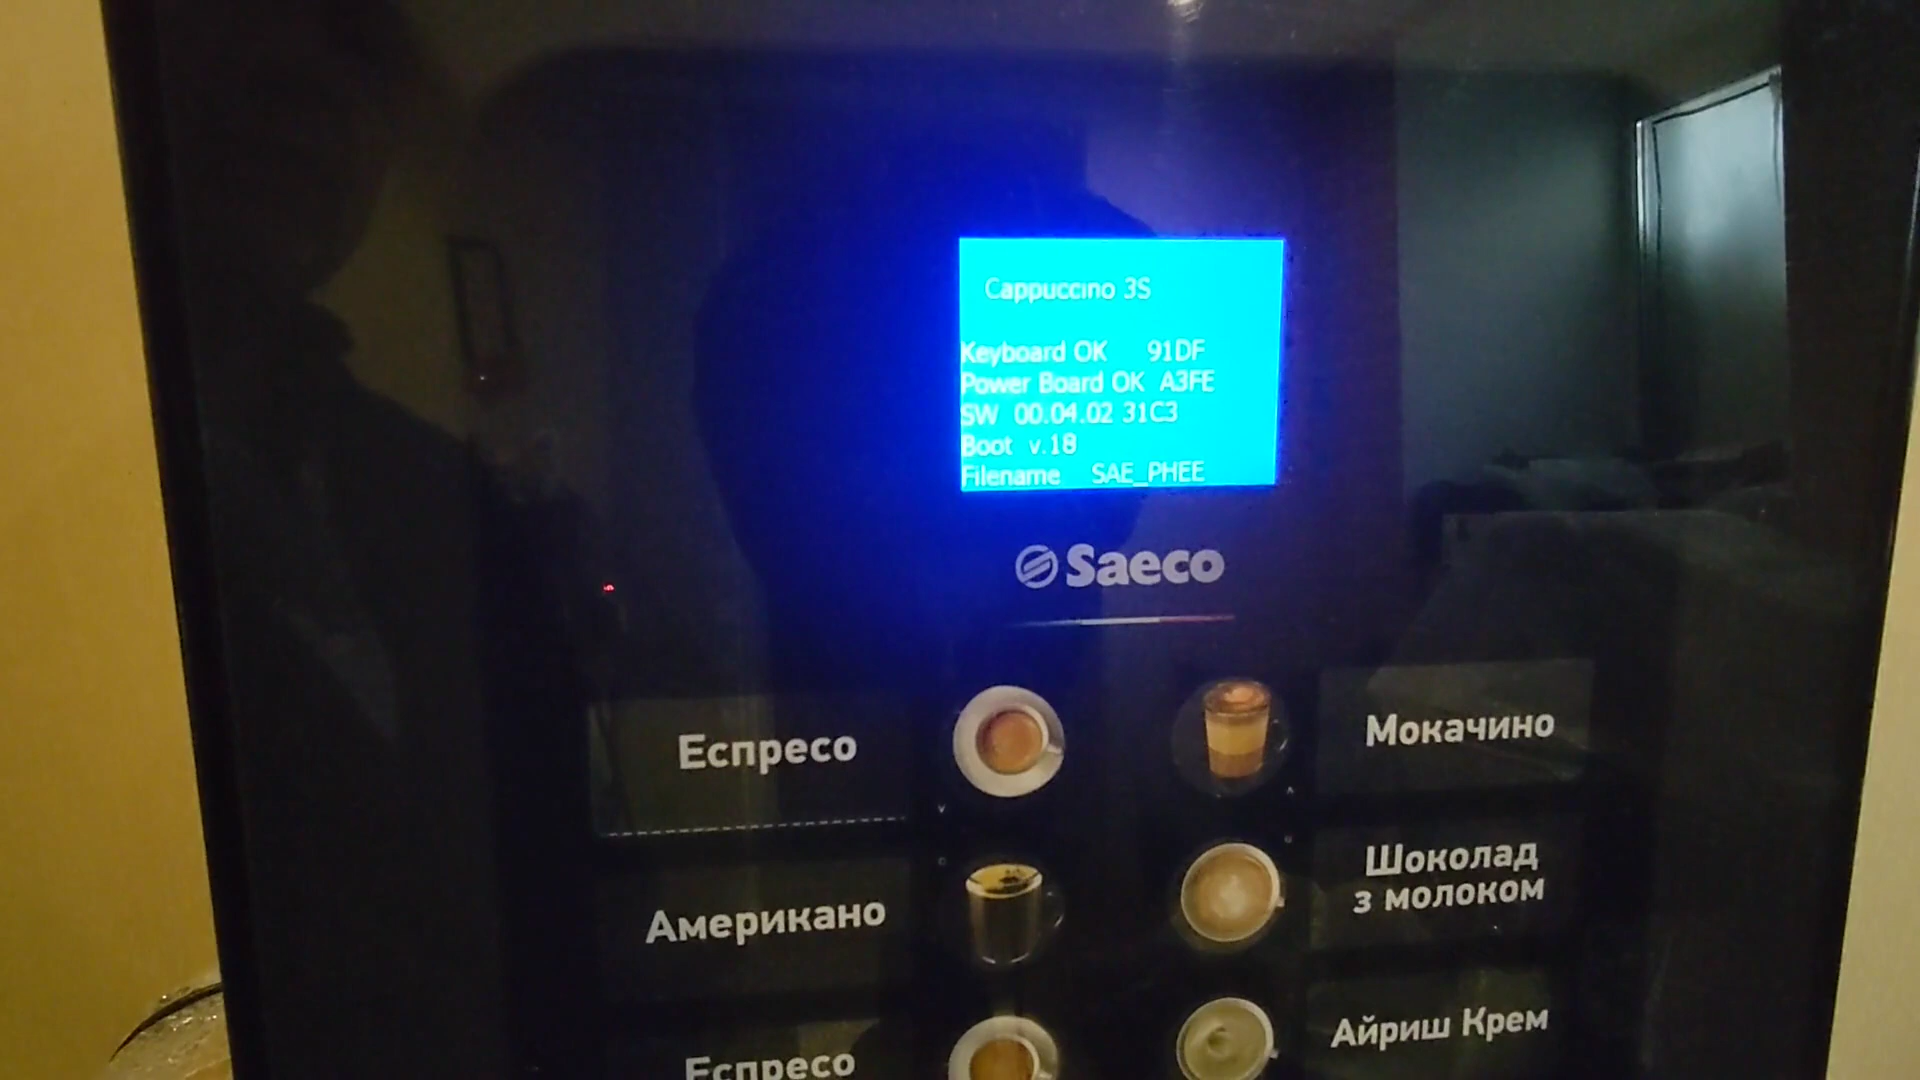 Cappuccino 3S
Keyboard OK 91DF
Power Board OK A3FE
SW 00.04.02 31C3
Boot v.18
Filename SAE_PHEE
Saeco
Еспресо
Мокачино
Американо
Шоколад
з молоком
Еспресо
Айриш Крем